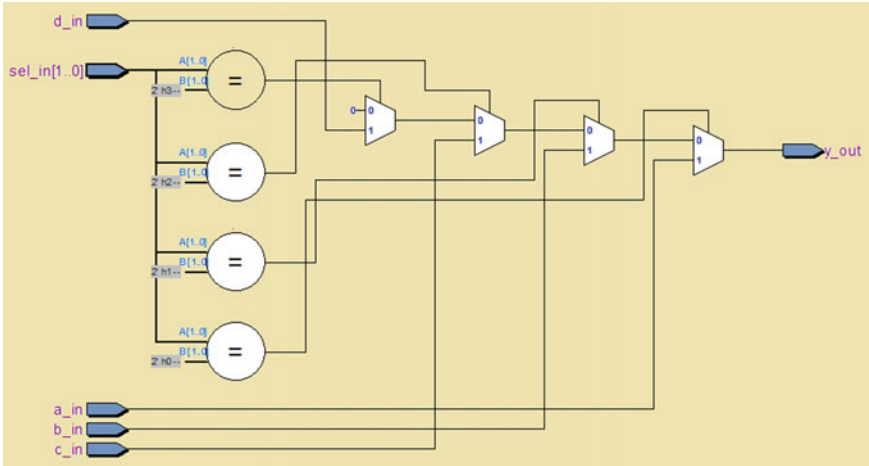 d_in
sel_in[1..0]
A[1..0]
B[1..0]
2' h3--
=
0
0
1
0
1
0
1
0
1
y_out
A[1..0]
B[1..0]
2' h2--
=
A[1..0]
B[1..0]
2' h1--
=
A[1..0]
B[1..0]
2' h0--
=
a_in
b_in
c_in